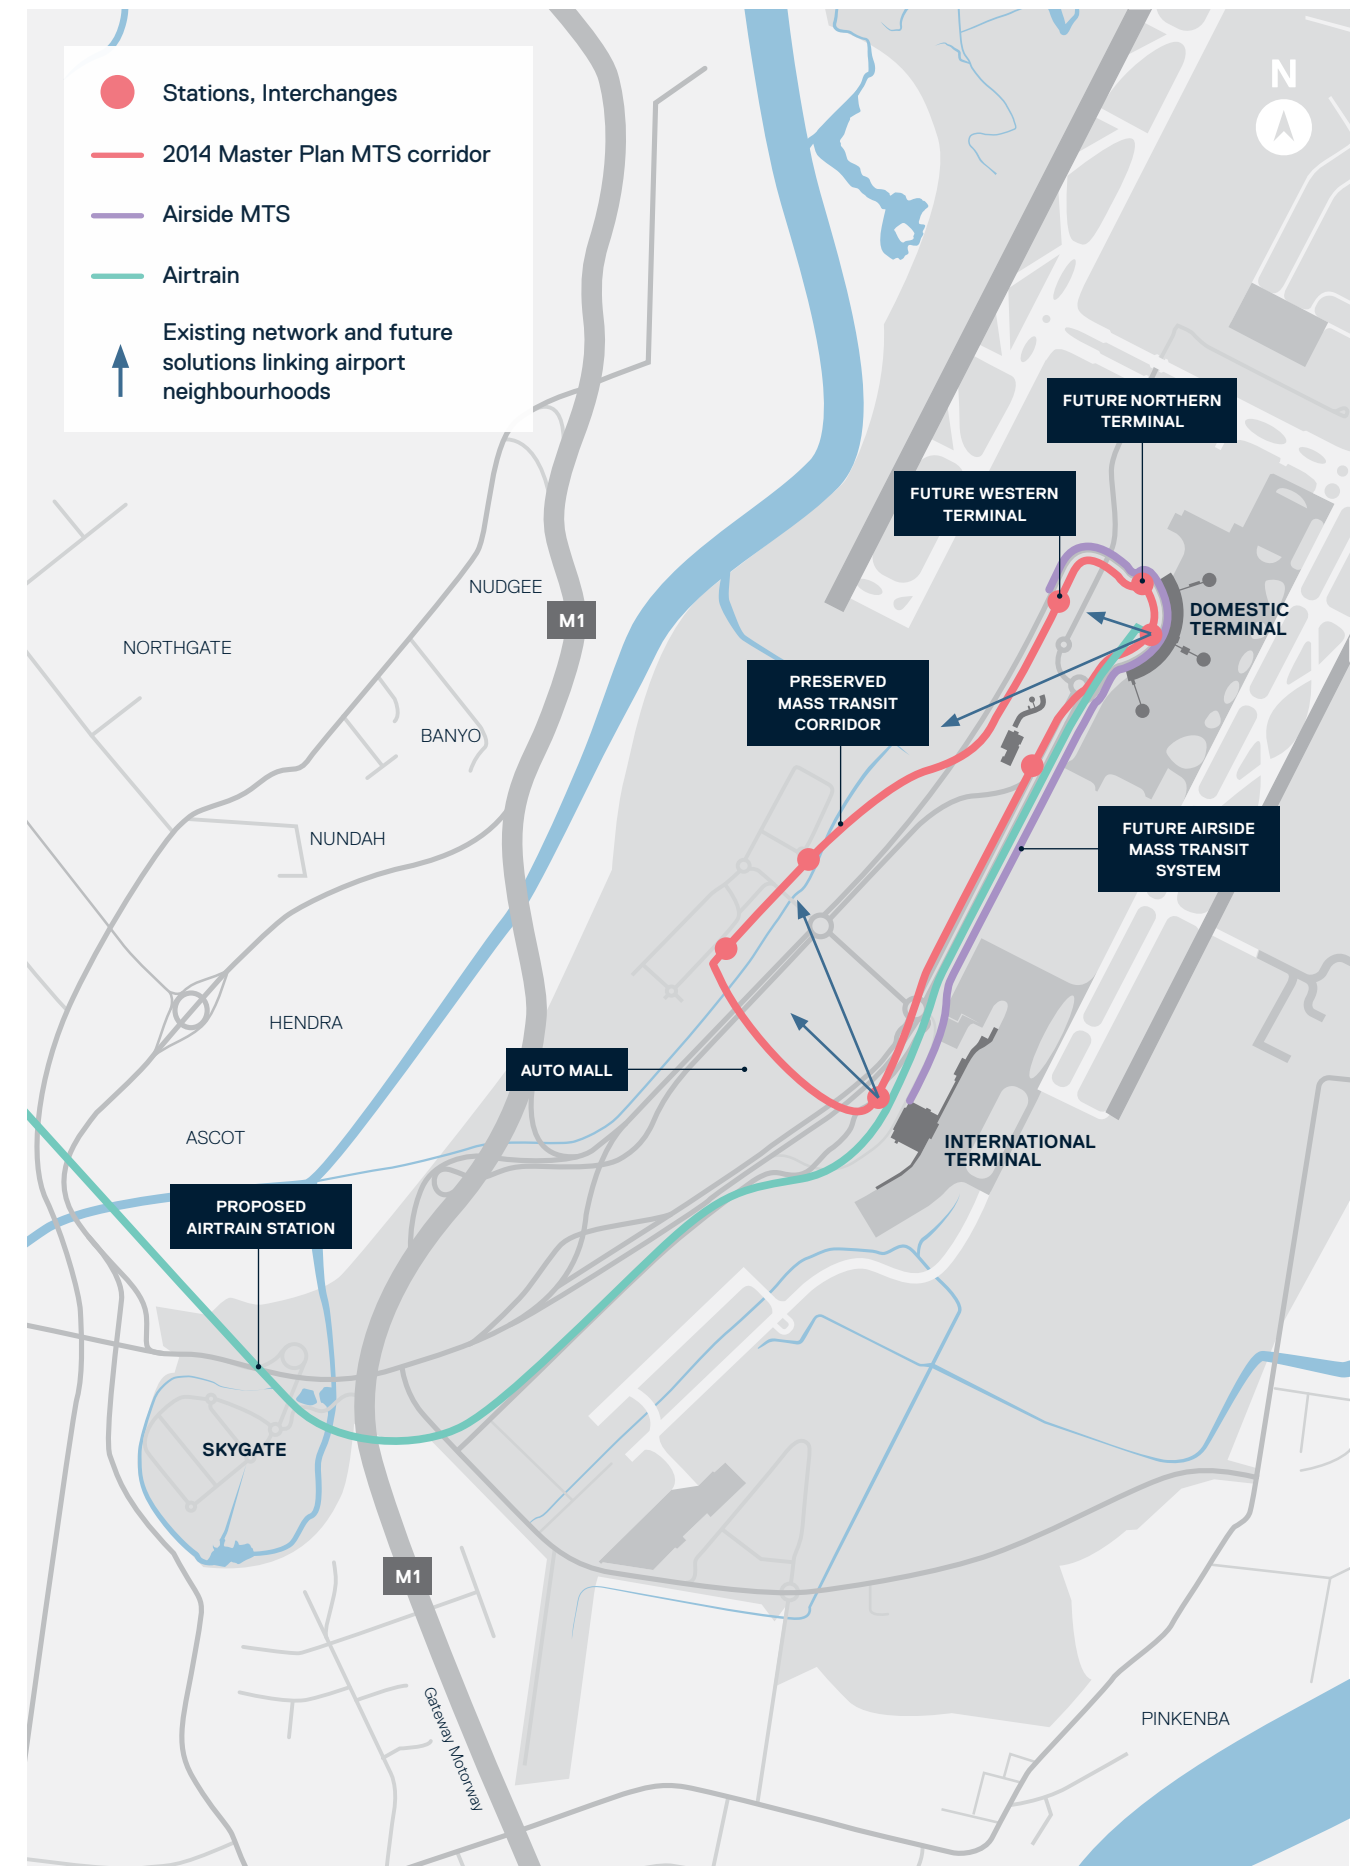 Stations, Interchanges
2014 Master Plan MTS corridor
Airside MTS
Airtrain
Existing network and future
solutions linking airport
neighbourhoods
N
FUTURE NORTHERN
TERMINAL
FUTURE WESTERN
TERMINAL
NUDGEE
M1
DOMESTIC
TERMINAL
NORTHGATE
PRESERVED
MASS TRANSIT
CORRIDOR
BANYO
NUNDAH
FUTURE AIRSIDE
MASS TRANSIT
SYSTEM
HENDRA
AUTO MALL
ASCOT
INTERNATIONAL
TERMINAL
PROPOSED
AIRTRAIN STATION
SKYGATE
M1
Gateway Motorway
PINKENBA